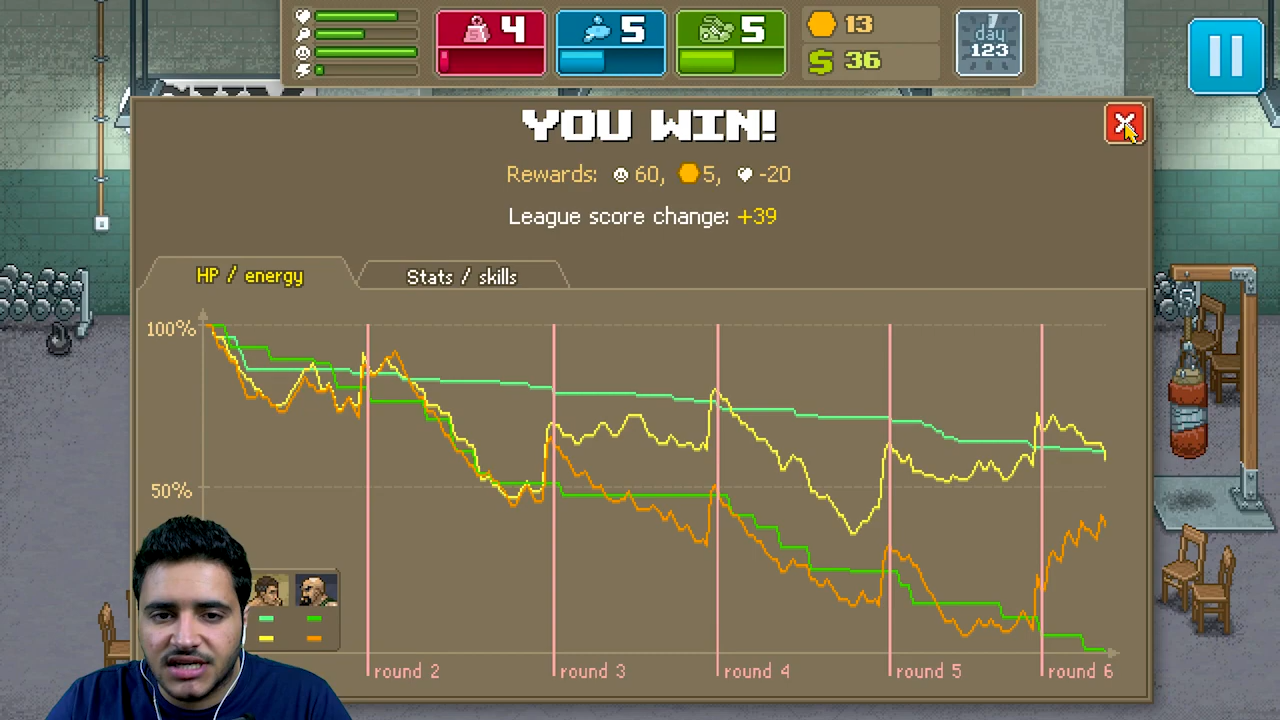 4
5
5
13
36
day
123
YOU WIN!
Rewards: 60, 5, -20
League score change: +39
HP / energy
Stats / skills
100%
50%
round 2
round 3
round 4
round 5
round 6